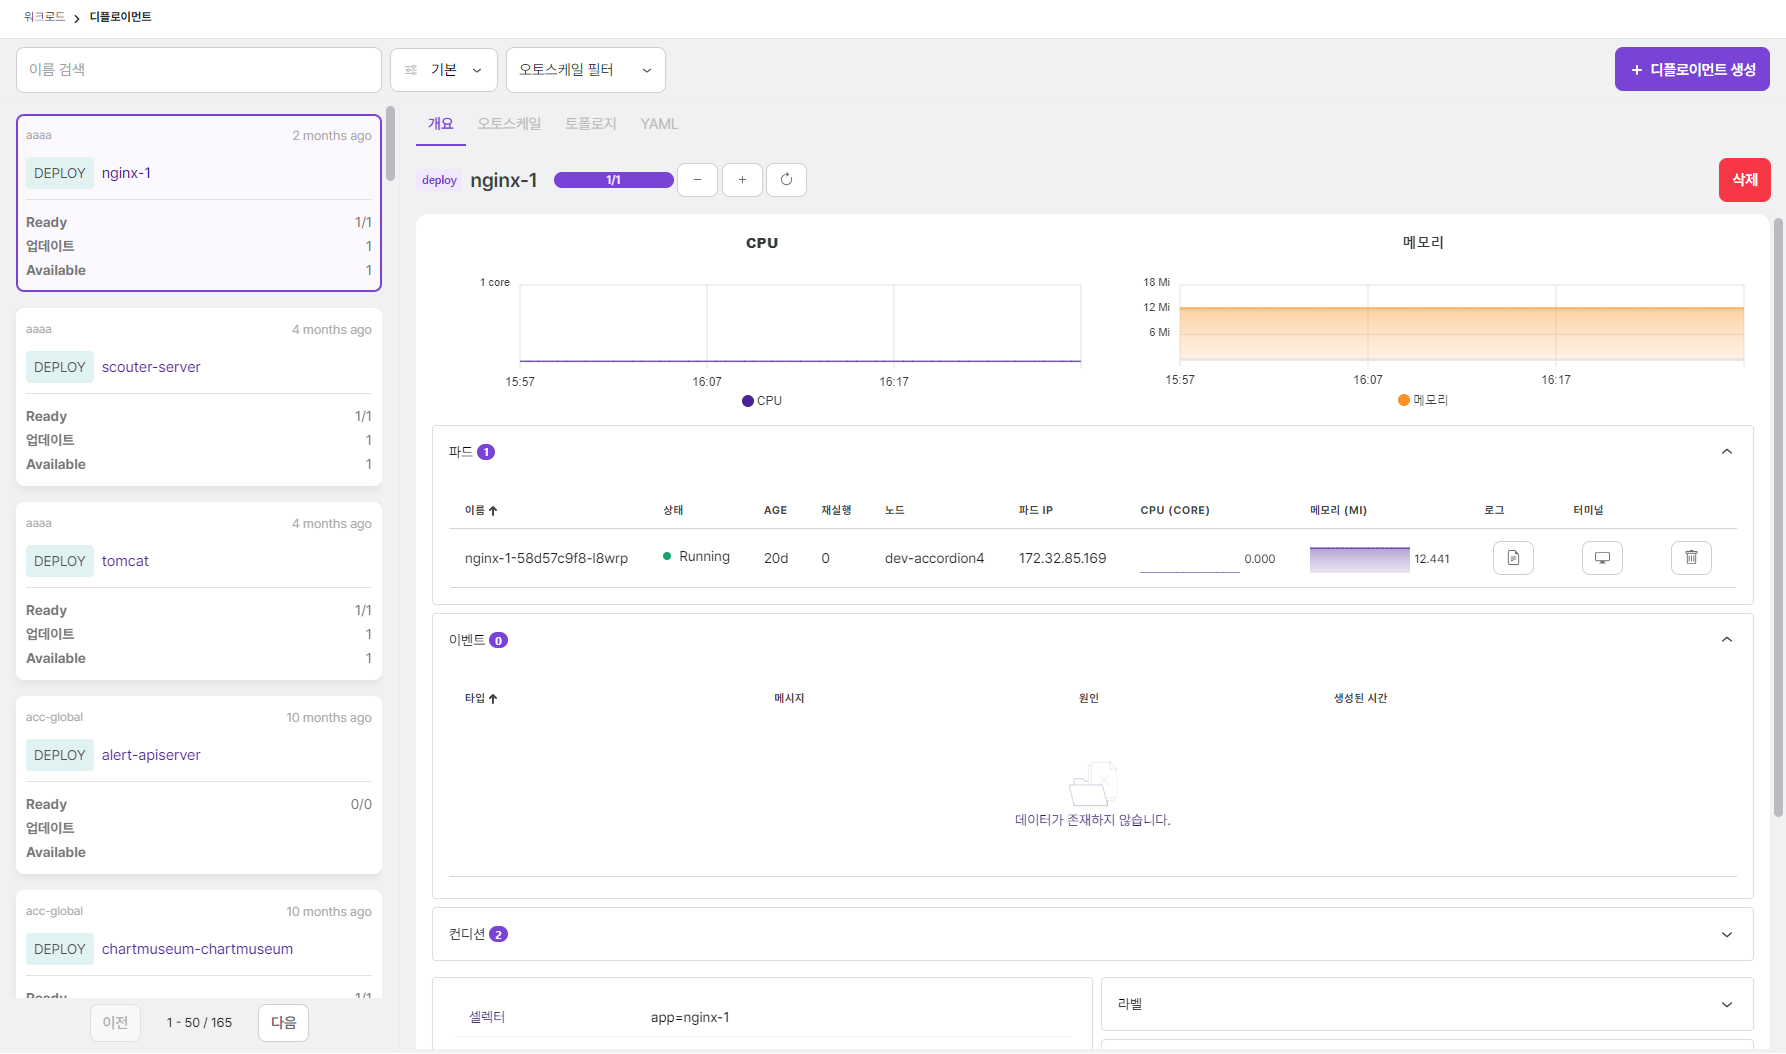 워크로드 > 디플로이먼트
이름 검색
기본
오토스케일 필터
+ 디플로이먼트 생성
aaaa 2 months ago
DEPLOY nginx-1
Ready 1/1
업데이트 1
Available 1
aaaa 4 months ago
DEPLOY scouter-server
Ready 1/1
업데이트 1
Available 1
aaaa 4 months ago
DEPLOY tomcat
Ready 1/1
업데이트 1
Available 1
acc-global 10 months ago
DEPLOY alert-apiserver
Ready 0/0
업데이트
Available
acc-global 10 months ago
DEPLOY chartmuseum-chartmuseum
Ready 1/1
이전 1 - 50 / 165 다음
개요 오토스케일 토폴로지 YAML
deploy nginx-1 1/1 − +
삭제
CPU
1 core
15:57 16:07 16:17
CPU
메모리
18 Mi
12 Mi
6 Mi
15:57 16:07 16:17
메모리
파드 1
이름 상태 AGE 재실행 노드 파드 IP CPU (CORE) 메모리 (MI) 로그 터미널
nginx-1-58d57c9f8-l8wrp Running 20d 0 dev-accordion4 172.32.85.169 0.000 12.441
이벤트 0
타입 메시지 원인 생성된 시간
데이터가 존재하지 않습니다.
컨디션 2
셀렉터 app=nginx-1
라벨